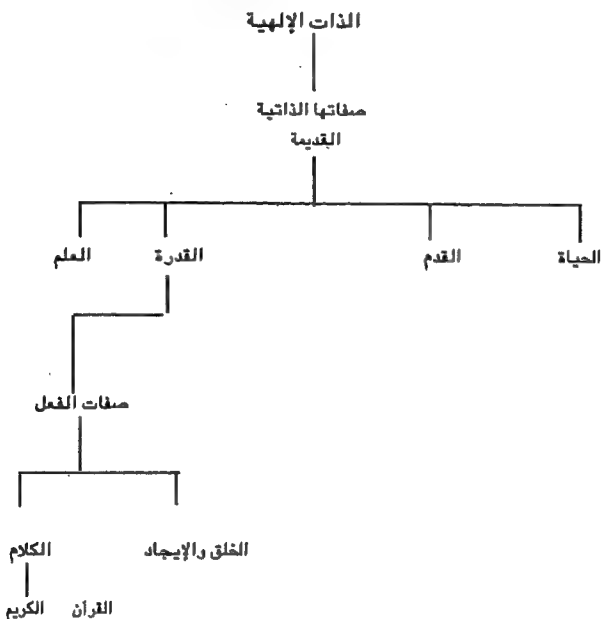 الذات الإلهية
صفاتها الذاتية
القديمة
الحياة القدم القدرة العلم
صفات الفعل
الخلق والإيجاد الكلام
القرآن الكريم